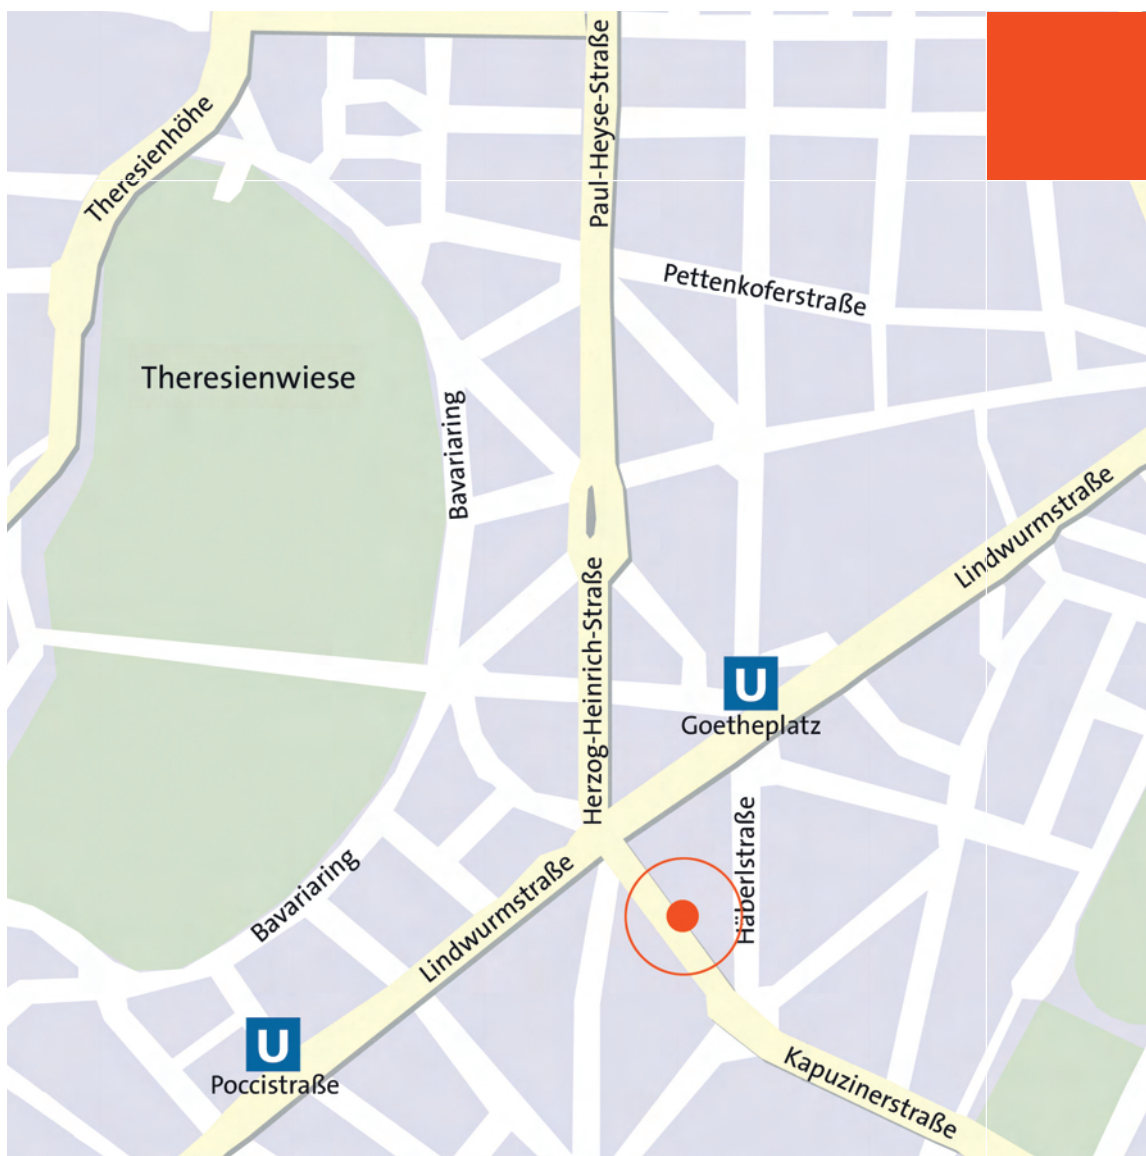 Paul-Heyse-Straße
Theresienhöhe
Pettenkoferstraße
Theresienwiese
Bavariaring
Lindwurmstraße
Herzog-Heinrich-Straße
U
Goetheplatz
Häberlstraße
Bavariaring
Lindwurmstraße
U
Poccistraße
Kapuzinerstraße